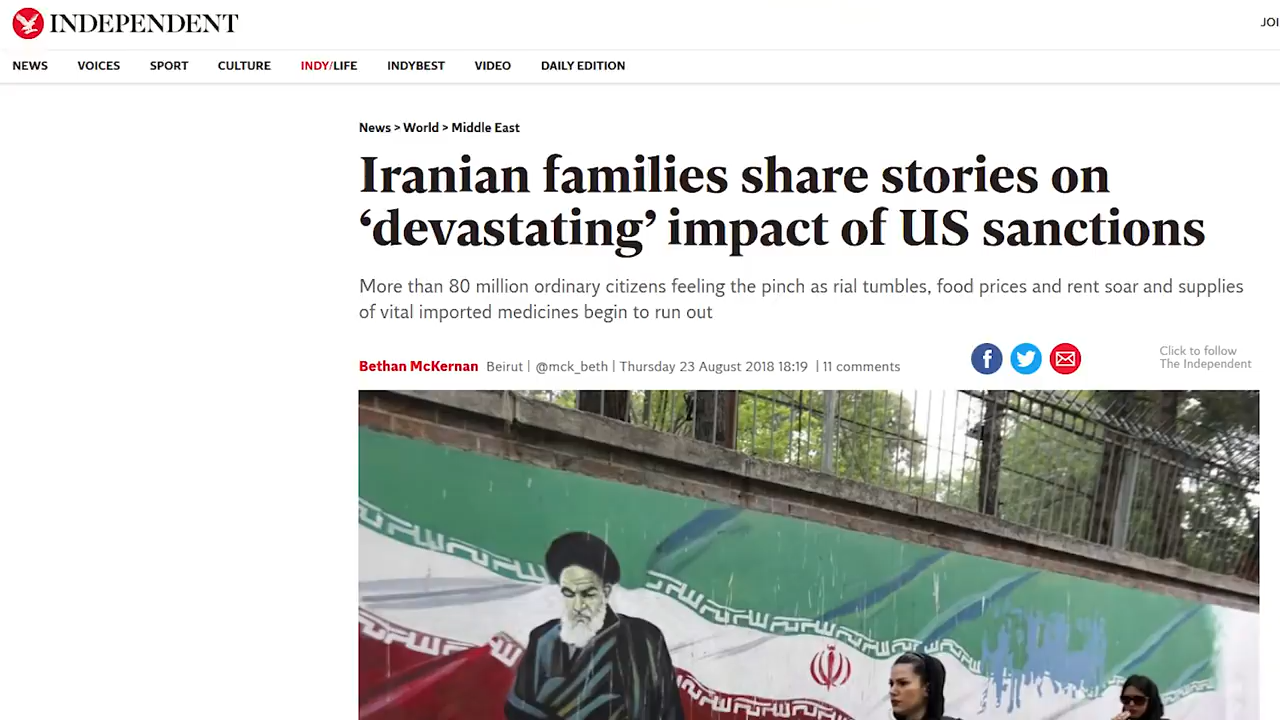 INDEPENDENT
JOI
NEWS VOICES SPORT CULTURE INDY/LIFE INDYBEST VIDEO DAILY EDITION
News > World > Middle East
Iranian families share stories on
‘devastating’ impact of US sanctions
More than 80 million ordinary citizens feeling the pinch as rial tumbles, food prices and rent soar and supplies
of vital imported medicines begin to run out
Bethan McKernan Beirut | @mck_beth | Thursday 23 August 2018 18:19 | 11 comments
Click to follow
The Independent